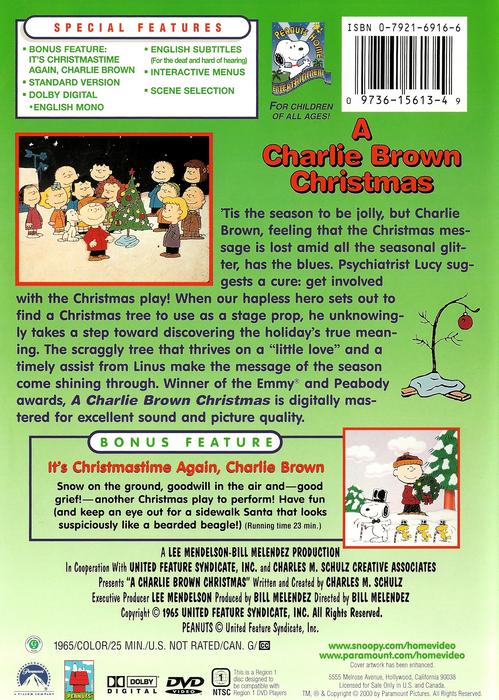 SPECIAL FEATURES
• BONUS FEATURE:
IT'S CHRISTMASTIME
AGAIN, CHARLIE BROWN
• STANDARD VERSION
• DOLBY DIGITAL
• ENGLISH MONO
• ENGLISH SUBTITLES
(For the deaf and hard of hearing)
• INTERACTIVE MENUS
• SCENE SELECTION
PEANUTS HOME
ENTERTAINMENT
FOR CHILDREN
OF ALL AGES!
ISBN 0-7921-6916-6
0 9736-15613-4 9
A
Charlie Brown
Christmas
'Tis the season to be jolly, but Charlie
Brown, feeling that the Christmas mes-
sage is lost amid all the seasonal glit-
ter, has the blues. Psychiatrist Lucy sug-
gests a cure: get involved
with the Christmas play! When our hapless hero sets out to
find a Christmas tree to use as a stage prop, he unknowing-
ly takes a step toward discovering the holiday's true mean-
ing. The scraggly tree that thrives on a "little love" and a
timely assist from Linus make the message of the season
come shining through. Winner of the Emmy® and Peabody
awards, A Charlie Brown Christmas is digitally mas-
tered for excellent sound and picture quality.
BONUS FEATURE
It's Christmastime Again, Charlie Brown
Snow on the ground, goodwill in the air and—good
grief!—another Christmas play to perform! Have fun
(and keep an eye out for a sidewalk Santa that looks
suspiciously like a bearded beagle!) (Running time 23 min.)
A LEE MENDELSON-BILL MELENDEZ PRODUCTION
In Cooperation With UNITED FEATURE SYNDICATE, INC. and CHARLES M. SCHULZ CREATIVE ASSOCIATES
Presents "A CHARLIE BROWN CHRISTMAS" Written and Created by CHARLES M. SCHULZ
Executive Producer LEE MENDELSON Produced by BILL MELENDEZ Directed by BILL MELENDEZ
Copyright © 1965 UNITED FEATURE SYNDICATE, INC. All Rights Reserved.
PEANUTS © United Feature Syndicate, Inc.
1965/COLOR/25 MIN./U.S. NOT RATED/CAN. G/CC
www.snoopy.com/homevideo
www.paramount.com/homevideo
Cover artwork has been enhanced.
PEANUTS
DOLBY
DIGITAL
DVD
VIDEO
1
NTSC
This is a Region 1
disc designed to be
compatible with
Region 1 DVD Players
5555 Melrose Avenue, Hollywood, California 90038
Licensed for Sale Only in U.S. and Canada.
TM, ® & Copyright © 2000 by Paramount Pictures. All Rights Reserved.